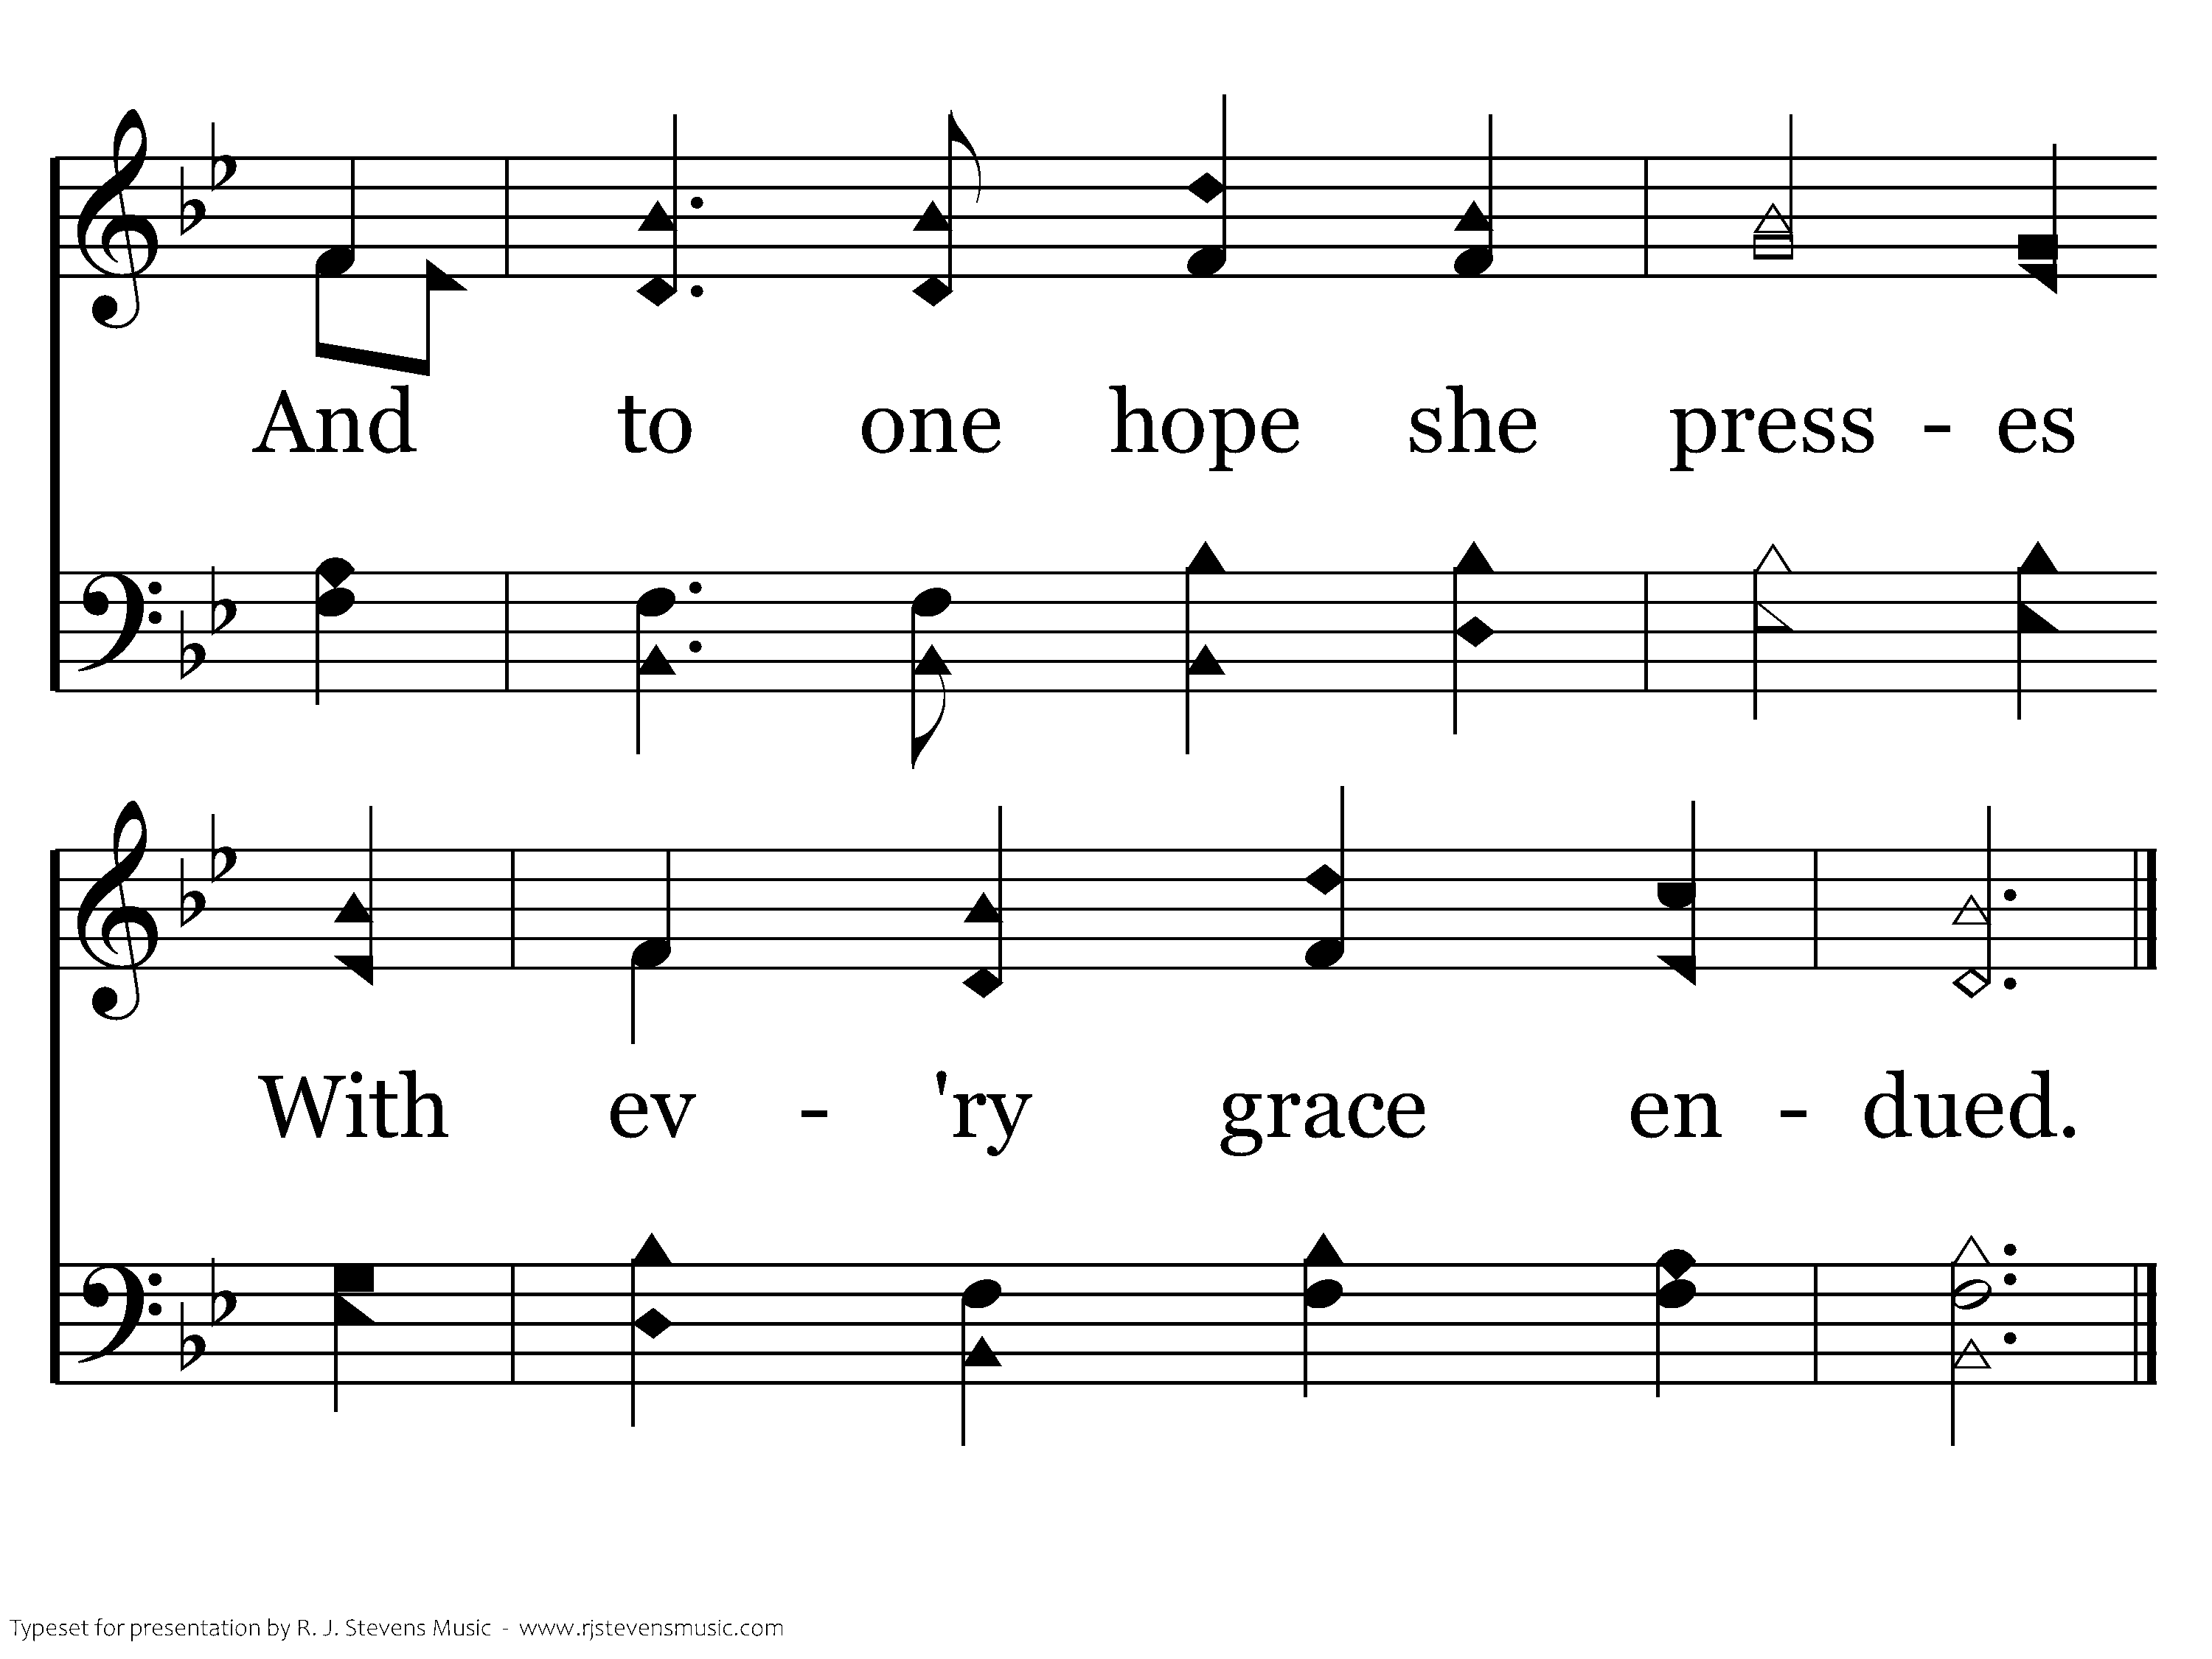 And to one hope she press - es
With ev - 'ry grace en - dued.
Typeset for presentation by R. J. Stevens Music - www.rjstevensmusic.com